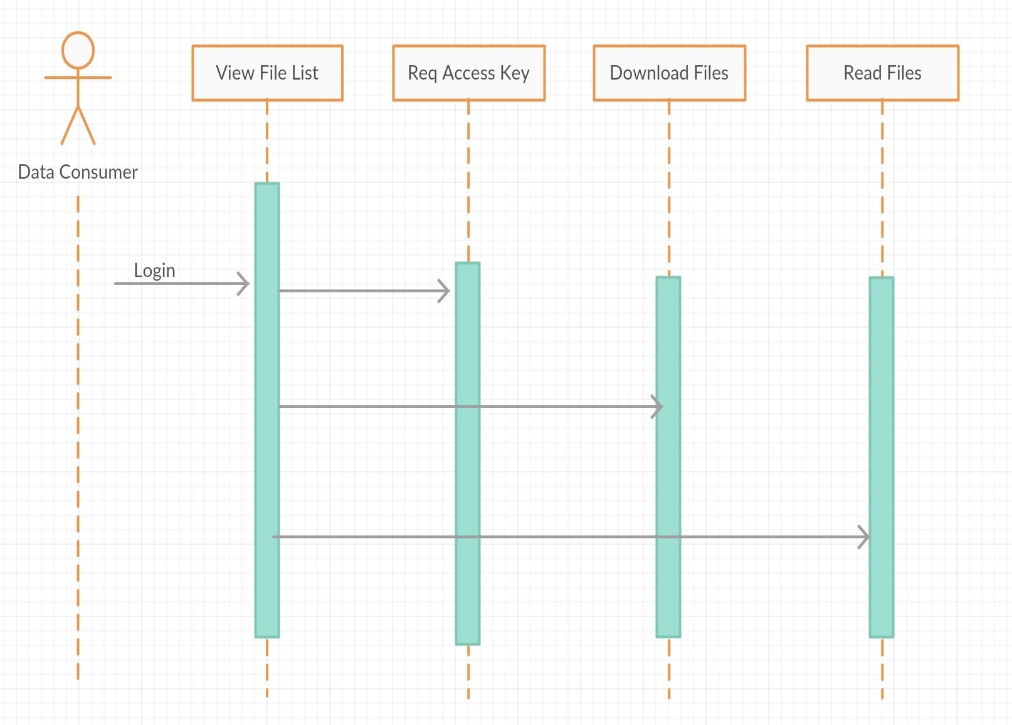 View File List
Req Access Key
Download Files
Read Files
Data Consumer
Login